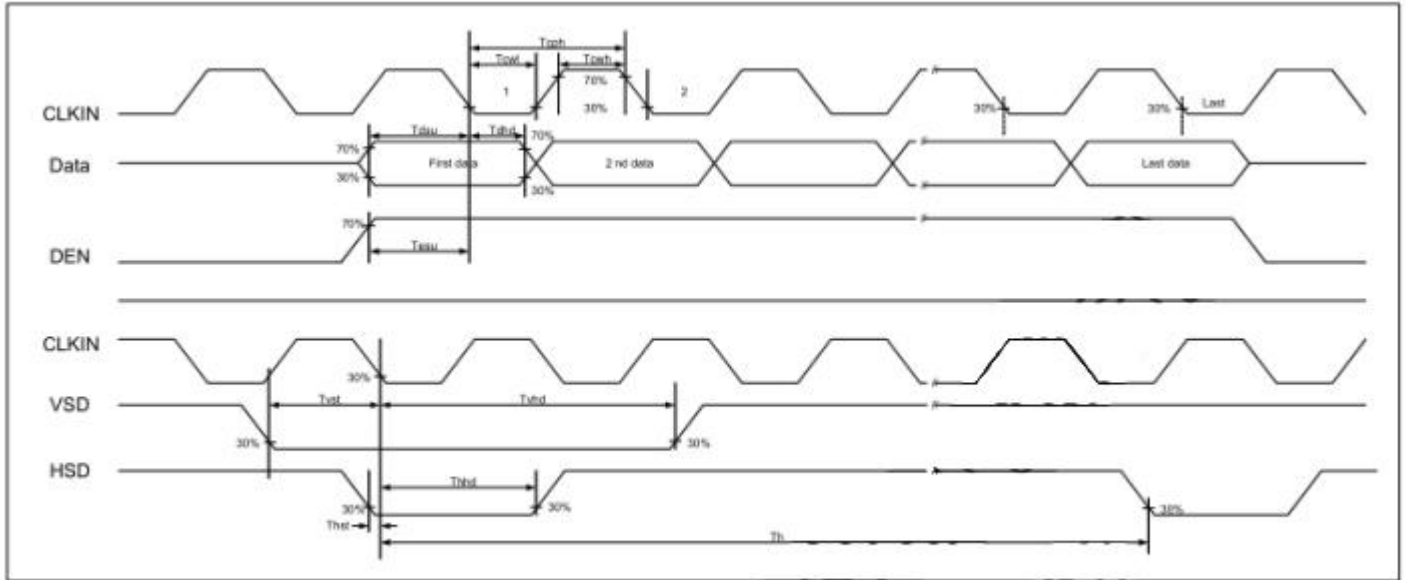 Tcph
Tcwl Tcwh
CLKIN 1 70% 30% 2 30% 30% Last
Tdsu Tdhd
70% 70%
Data First data 2 nd data Last data
30% 30%
70%
DEN Tesu
CLKIN 30%
VSD Tvst Tvhd
30% 30%
HSD Thhd
30% 30% 30%
Thst
Th